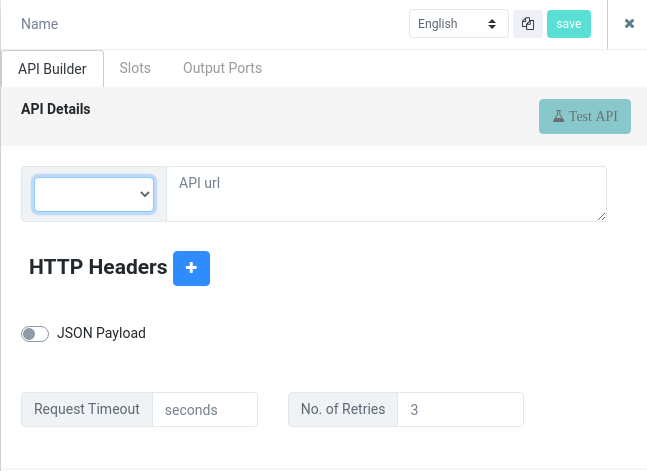 Name
English
save
API Builder
Slots
Output Ports
API Details
Test API
API url
HTTP Headers
JSON Payload
Request Timeout
seconds
No. of Retries
3